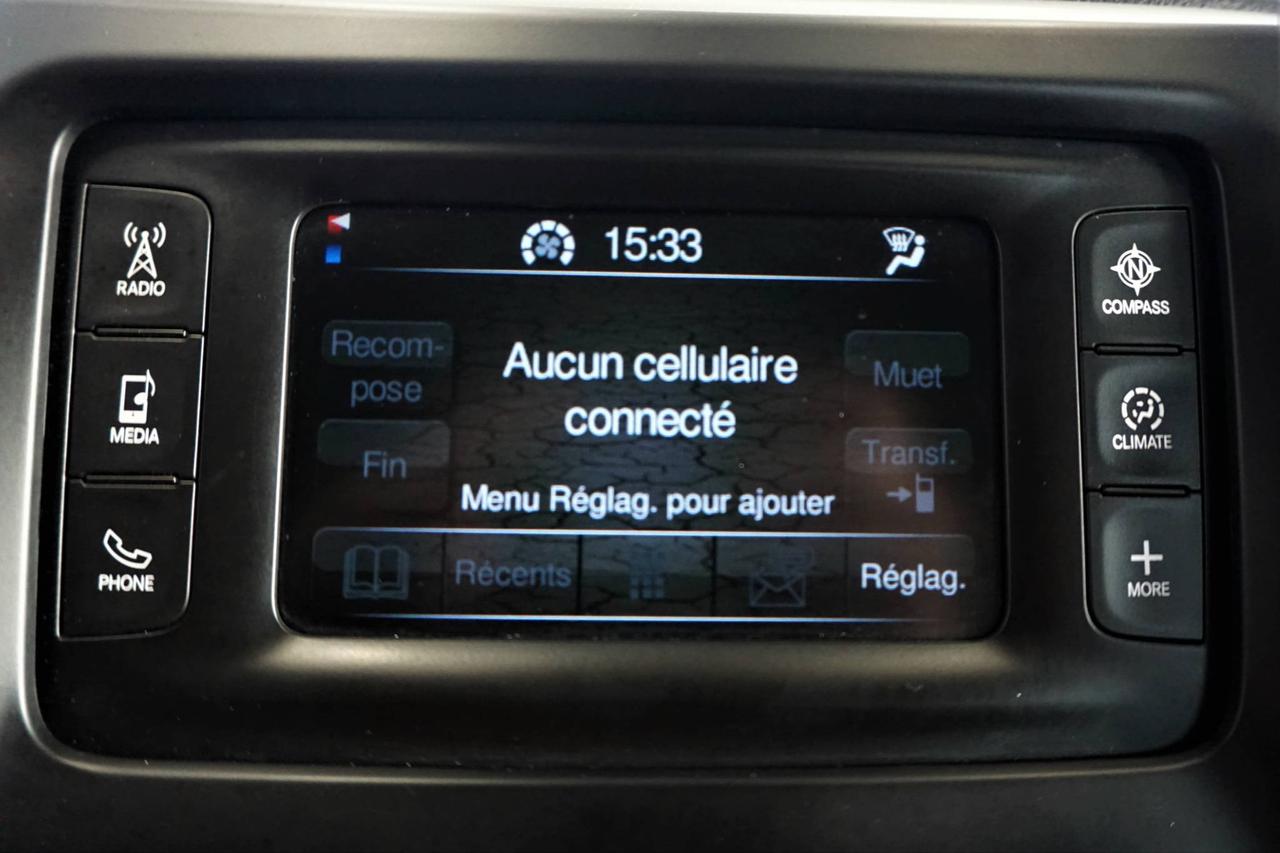 15:33
RADIO
MEDIA
PHONE
Recom-
pose
Fin
Aucun cellulaire
connecté
Menu Réglag. pour ajouter
Muet
Transf.
Récents
Réglag.
N
COMPASS
CLIMATE
MORE